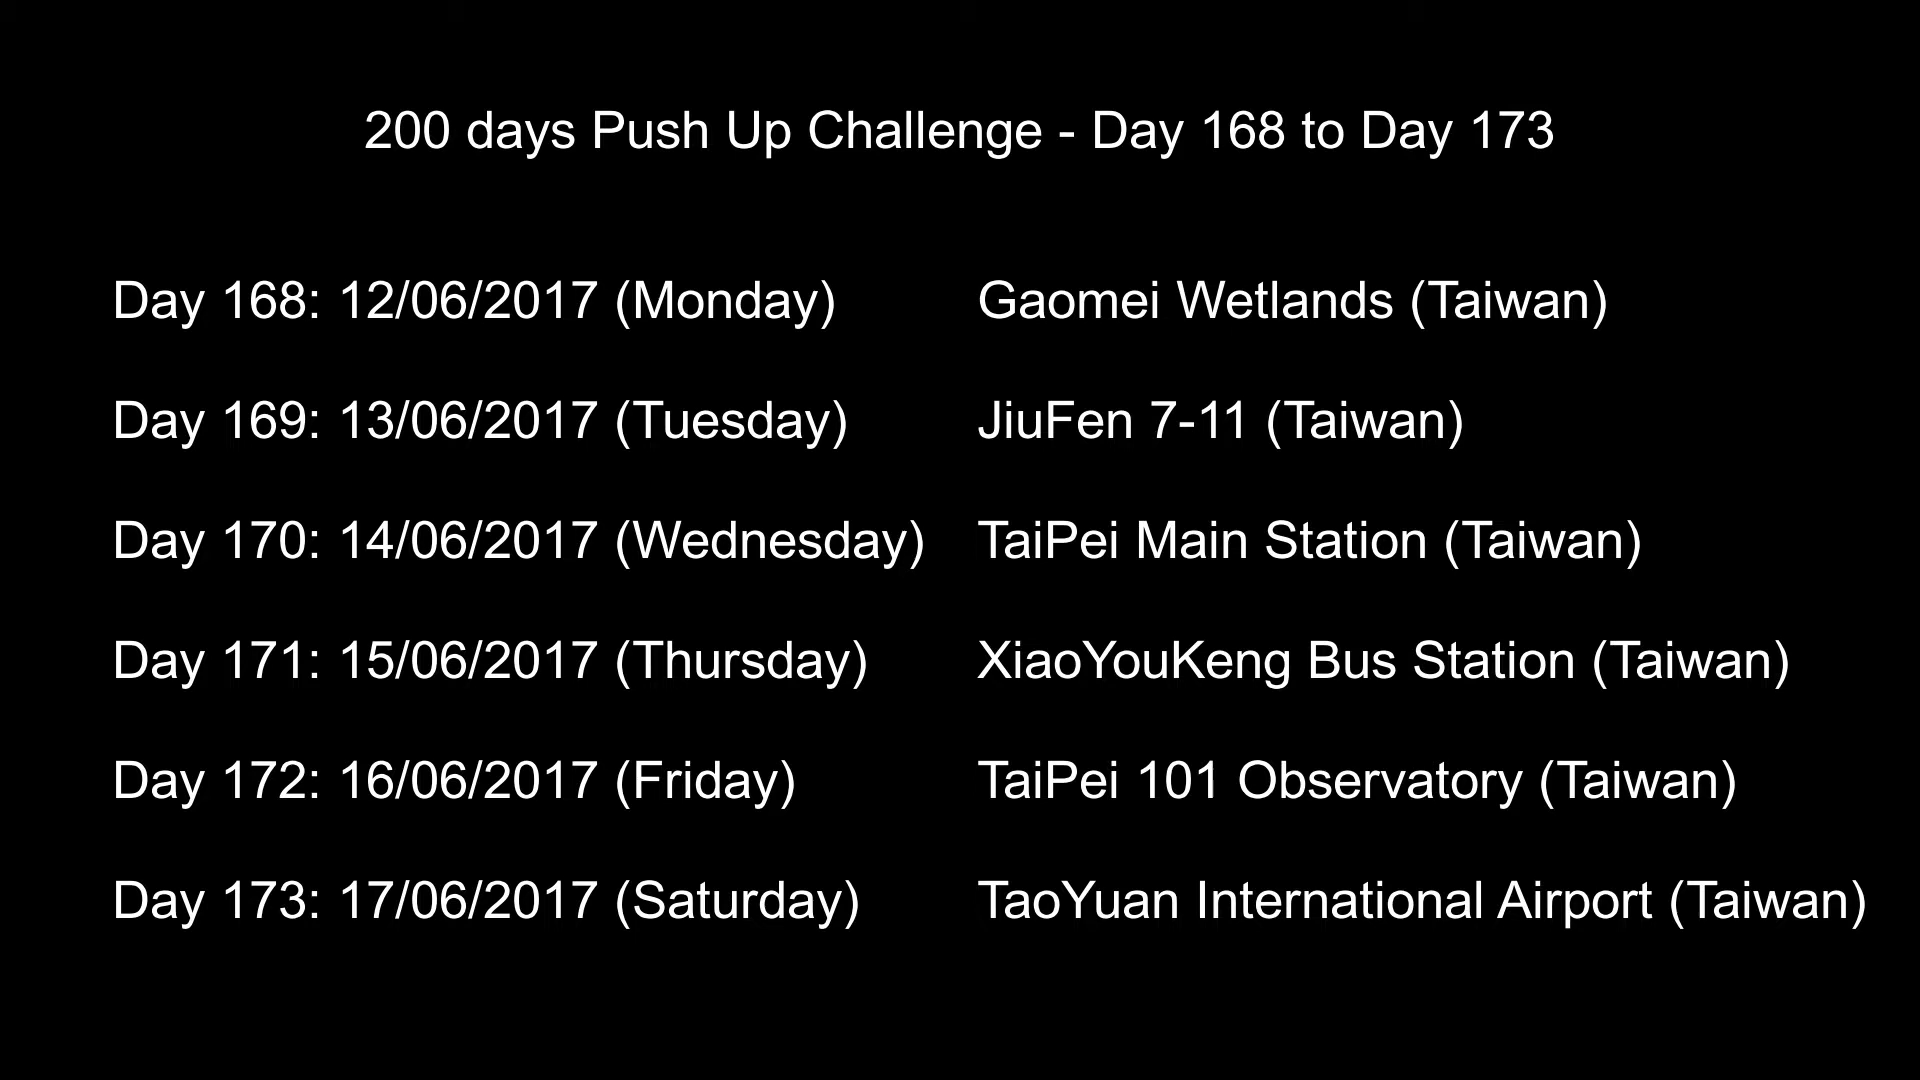 200 days Push Up Challenge - Day 168 to Day 173
Day 168: 12/06/2017 (Monday) Gaomei Wetlands (Taiwan)
Day 169: 13/06/2017 (Tuesday) JiuFen 7-11 (Taiwan)
Day 170: 14/06/2017 (Wednesday) TaiPei Main Station (Taiwan)
Day 171: 15/06/2017 (Thursday) XiaoYouKeng Bus Station (Taiwan)
Day 172: 16/06/2017 (Friday) TaiPei 101 Observatory (Taiwan)
Day 173: 17/06/2017 (Saturday) TaoYuan International Airport (Taiwan)